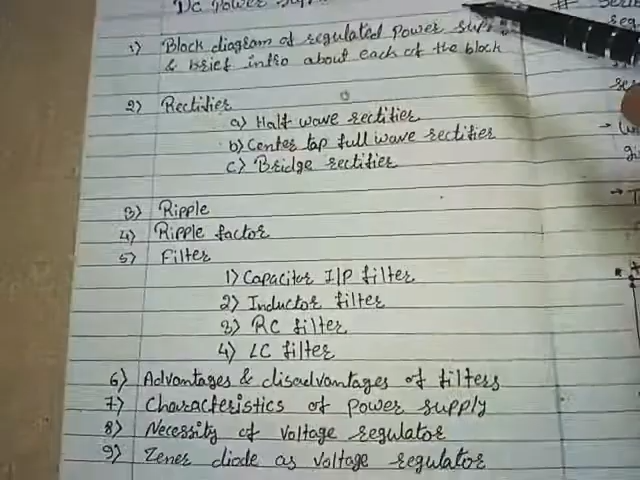 DC Power
1) Block diagram of regulated power
& brief intro about each of the block
2) Rectifier
a) Half wave rectifier
b) Center tap full wave rectifier
c) Bridge rectifier
3) Ripple
4) Ripple factor
5) Filter
1) Capacitor I/P filter
2) Inductor filter
3) RC filter
4) LC filter
6) Advantages & disadvantages of filters
7) Characteristics of power supply
8) Necessity of voltage regulator
9) Zener diode as voltage regulator